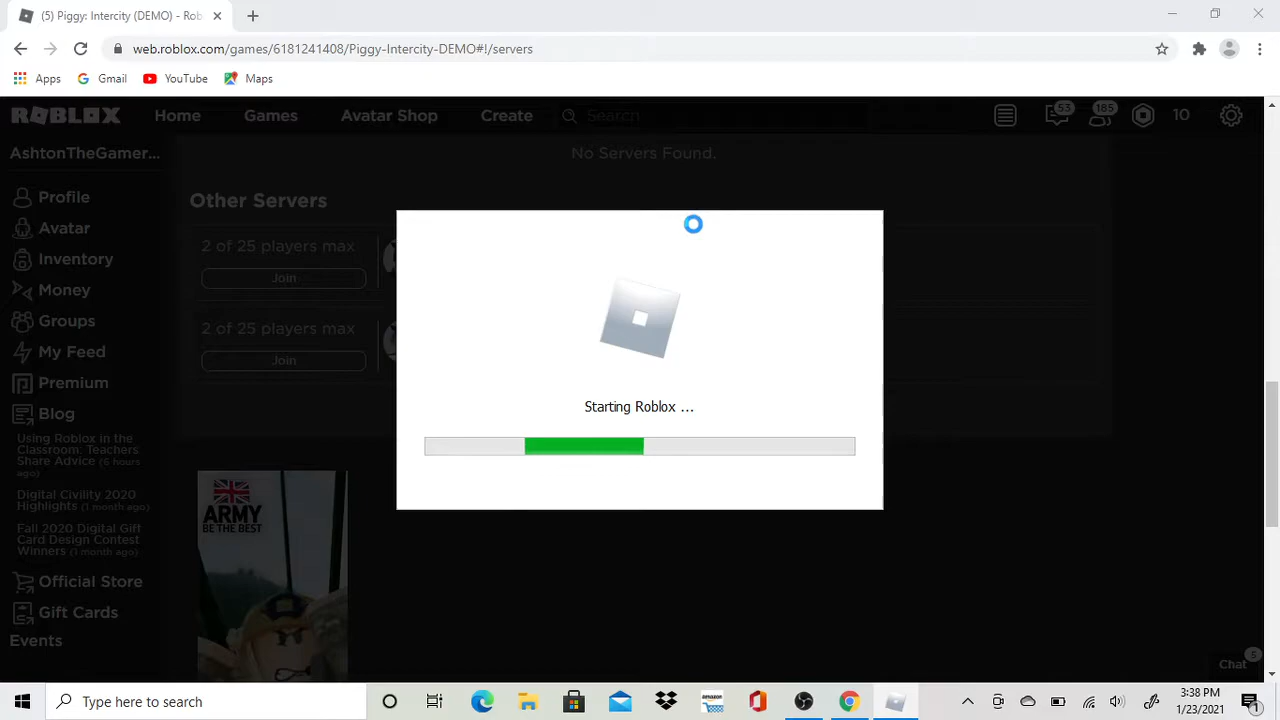 (5) Piggy: Intercity (DEMO) - Rob
web.roblox.com/games/6181241408/Piggy-Intercity-DEMO#!/servers
Apps Gmail YouTube Maps
ROBLOX Home Games Avatar Shop Create Search 53 185 10
AshtonTheGamer...
No Servers Found.
Profile
Other Servers
Avatar
2 of 25 players max
Inventory
Join
Money
Groups
2 of 25 players max
My Feed
Join
Premium
Starting Roblox ...
Blog
Using Roblox in the
Classroom: Teachers
Share Advice (6 hours
ago)
Digital Civility 2020
Highlights (1 month ago)
Fall 2020 Digital Gift
Card Design Contest
Winners (1 month ago)
ARMY
BE THE BEST
Official Store
Gift Cards
Events
Chat 5
Type here to search
amazon
3:38 PM
1/23/2021
1